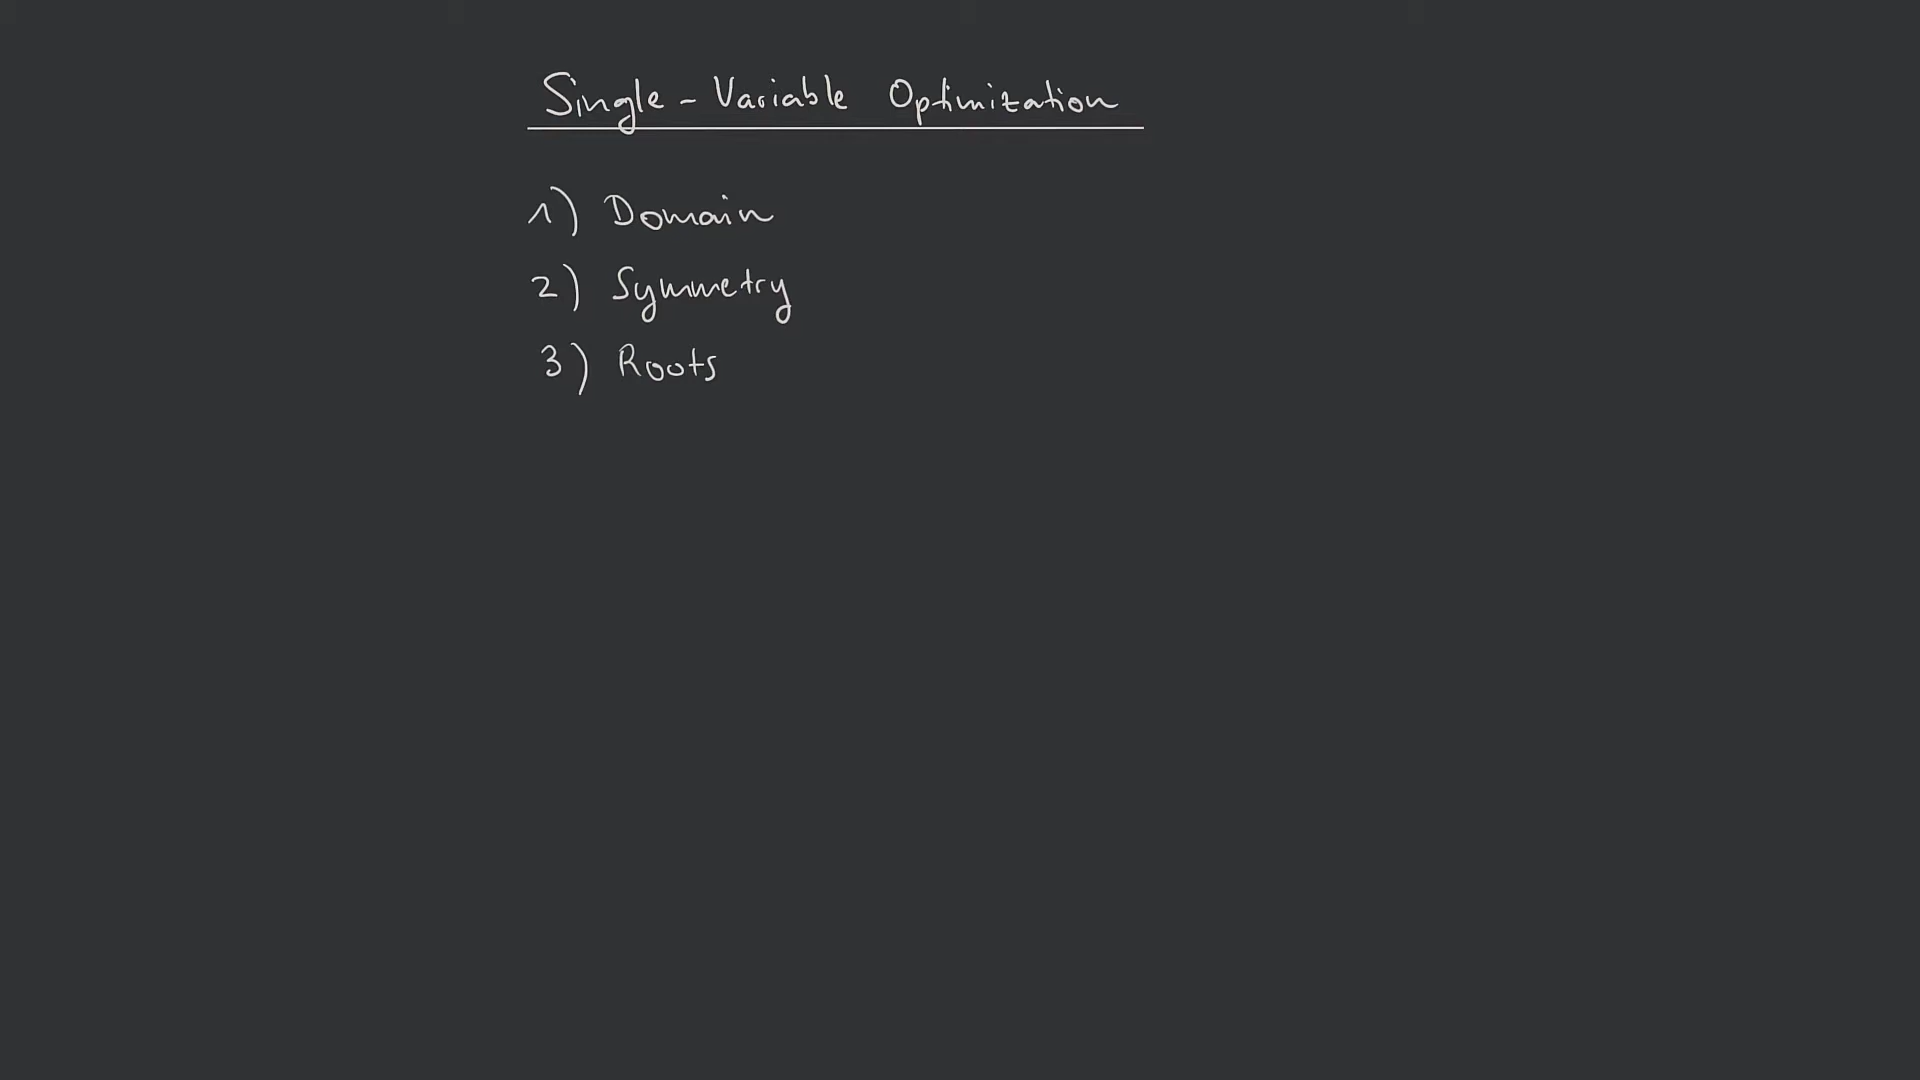 Single-Variable Optimization
1) Domain
2) Symmetry
3) Roots